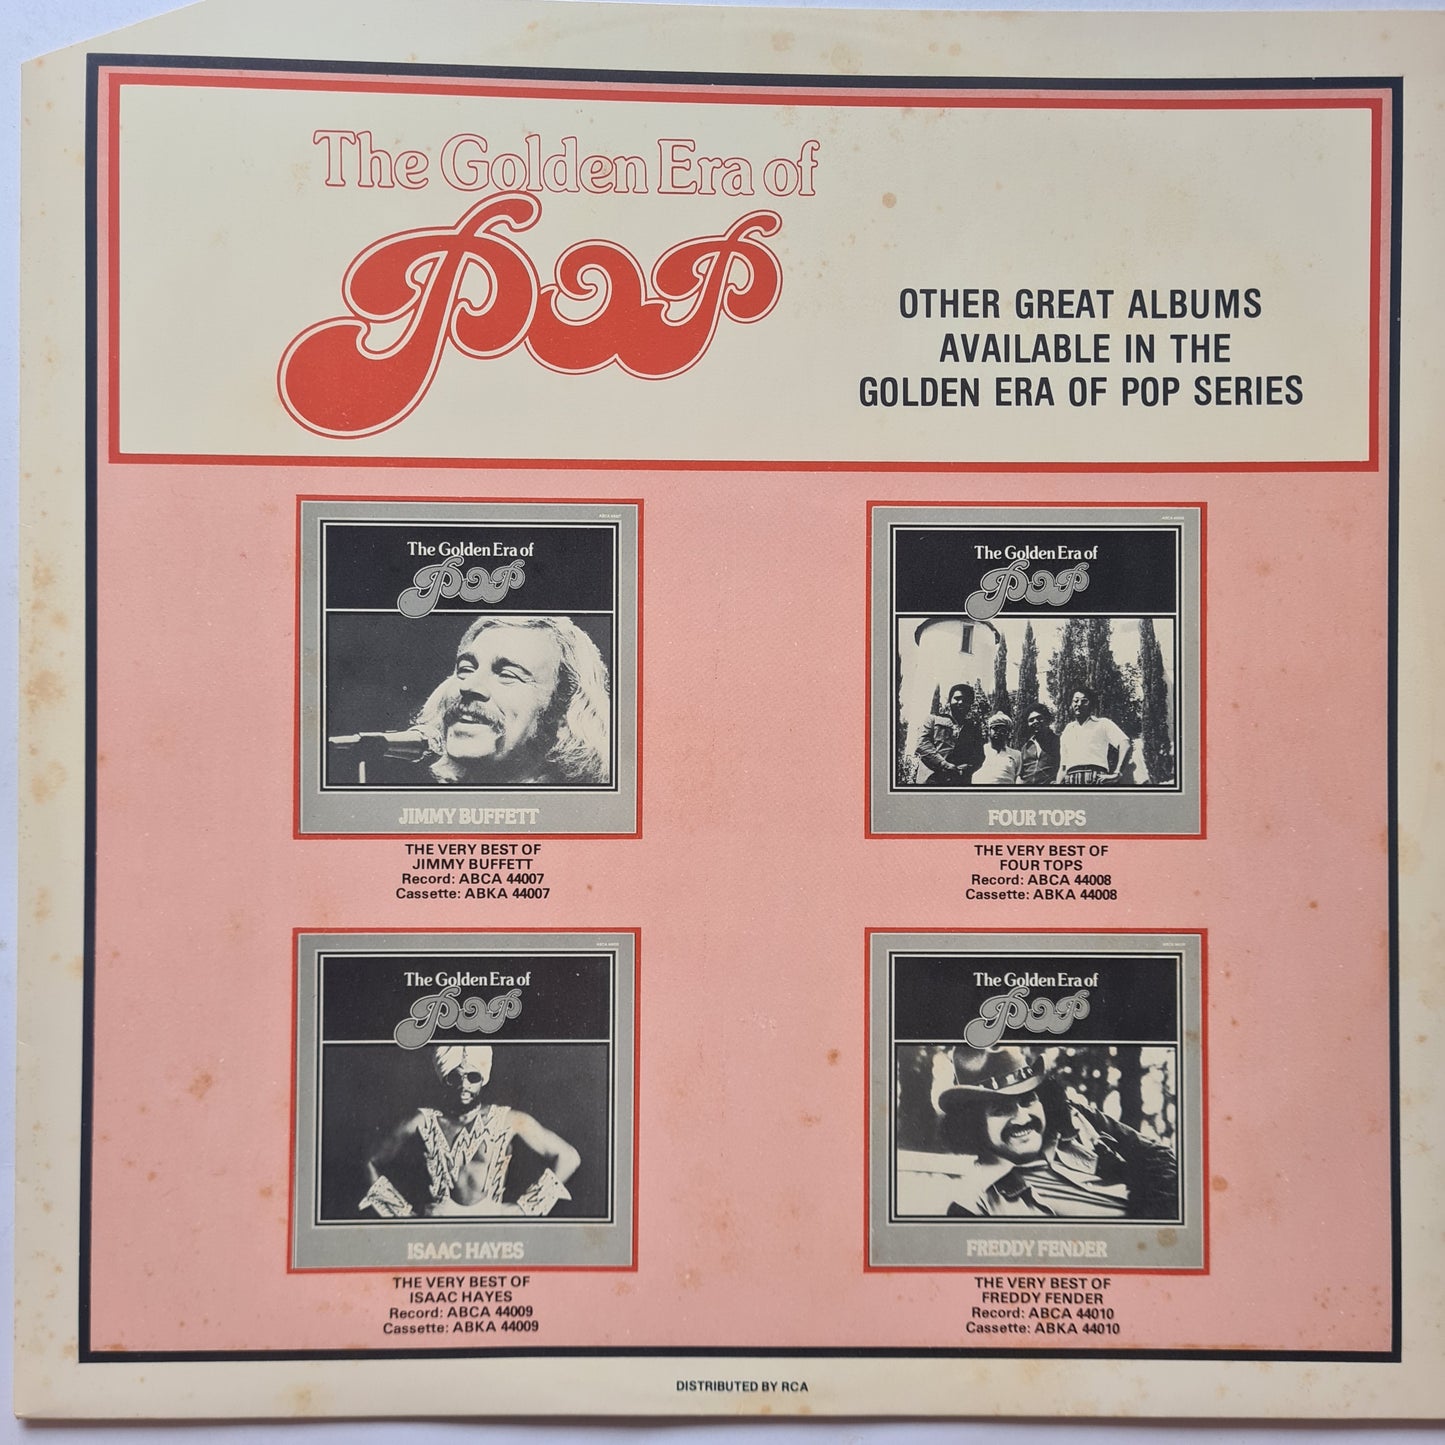 The Golden Era of
Pop
OTHER GREAT ALBUMS
AVAILABLE IN THE
GOLDEN ERA OF POP SERIES
The Golden Era of
Pop
JIMMY BUFFETT
THE VERY BEST OF
JIMMY BUFFETT
Record: ABCA 44007
Cassette: ABKA 44007
The Golden Era of
Pop
FOUR TOPS
THE VERY BEST OF
FOUR TOPS
Record: ABCA 44008
Cassette: ABKA 44008
The Golden Era of
Pop
ISAAC HAYES
THE VERY BEST OF
ISAAC HAYES
Record: ABCA 44009
Cassette: ABKA 44009
The Golden Era of
Pop
FREDDY FENDER
THE VERY BEST OF
FREDDY FENDER
Record: ABCA 44010
Cassette: ABKA 44010
DISTRIBUTED BY RCA